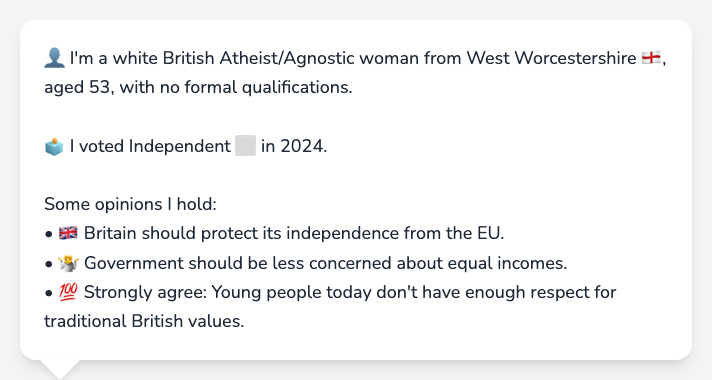 👤 I'm a white British Atheist/Agnostic woman from West Worcestershire 🏴󠁧󠁢󠁥󠁮󠁧󠁿,
aged 53, with no formal qualifications.
🗳️ I voted Independent ⬜ in 2024.
Some opinions I hold:
• 🇬🇧 Britain should protect its independence from the EU.
• 🤷 Government should be less concerned about equal incomes.
• 💯 Strongly agree: Young people today don't have enough respect for
traditional British values.